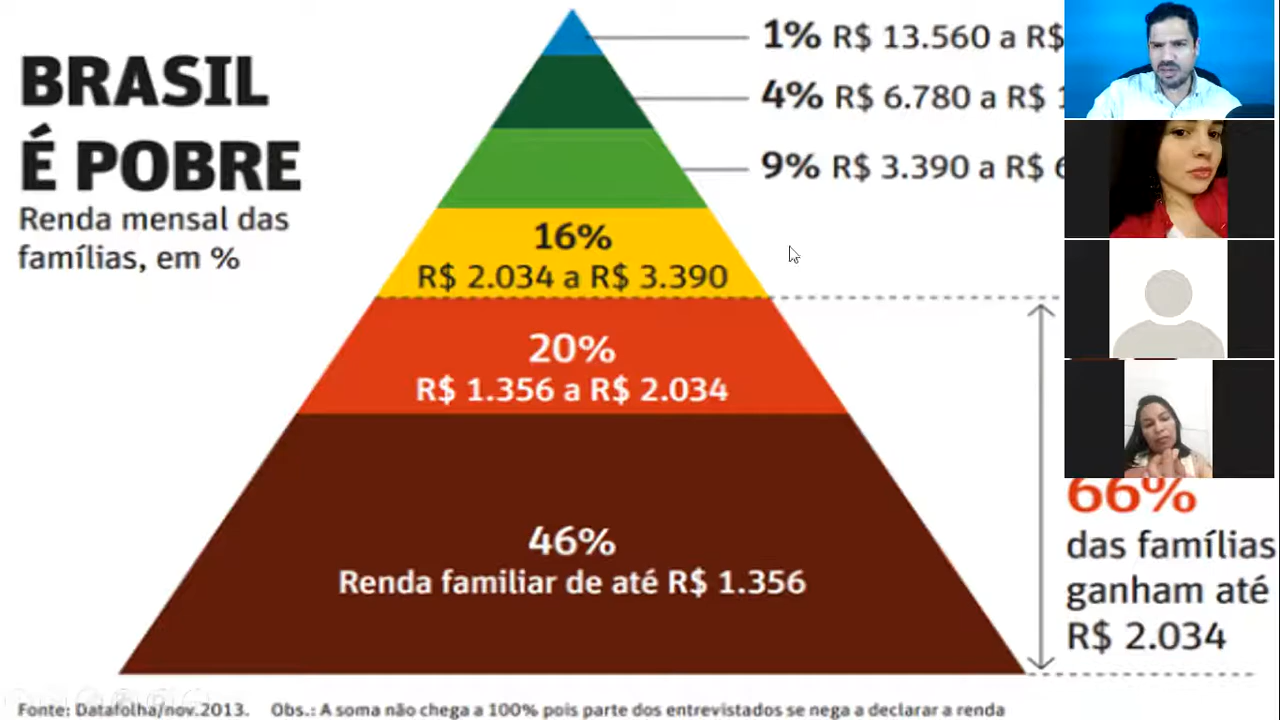 BRASIL
É POBRE
Renda mensal das
famílias, em %
1% R$ 13.560 a R$
4% R$ 6.780 a R$
9% R$ 3.390 a R$
16%
R$ 2.034 a R$ 3.390
20%
R$ 1.356 a R$ 2.034
46%
Renda familiar de até R$ 1.356
66%
das famílias
ganham até
R$ 2.034
Fonte: Datafolha/nov.2013. Obs.: A soma não chega a 100% pois parte dos entrevistados se nega a declarar a renda